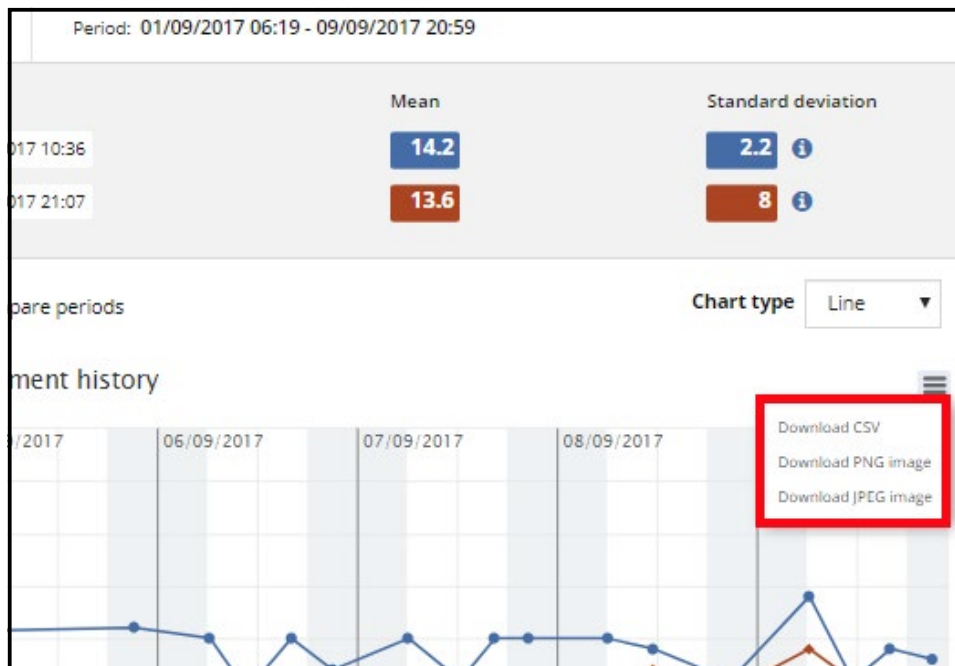 Period: 01/09/2017 06:19 - 09/09/2017 20:59
Mean Standard deviation
017 10:36 14.2 2.2
017 21:07 13.6 8
pare periods Chart type Line
ment history
/2017 06/09/2017 07/09/2017 08/09/2017
Download CSV
Download PNG image
Download JPEG image